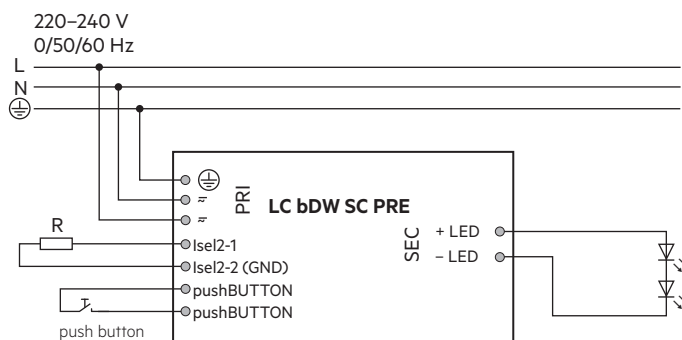 220–240 V
0/50/60 Hz
L
N
PRI
LC bDW SC PRE
R
Isel2-1
Isel2-2 (GND)
pushBUTTON
pushBUTTON
push button
SEC
+ LED
– LED